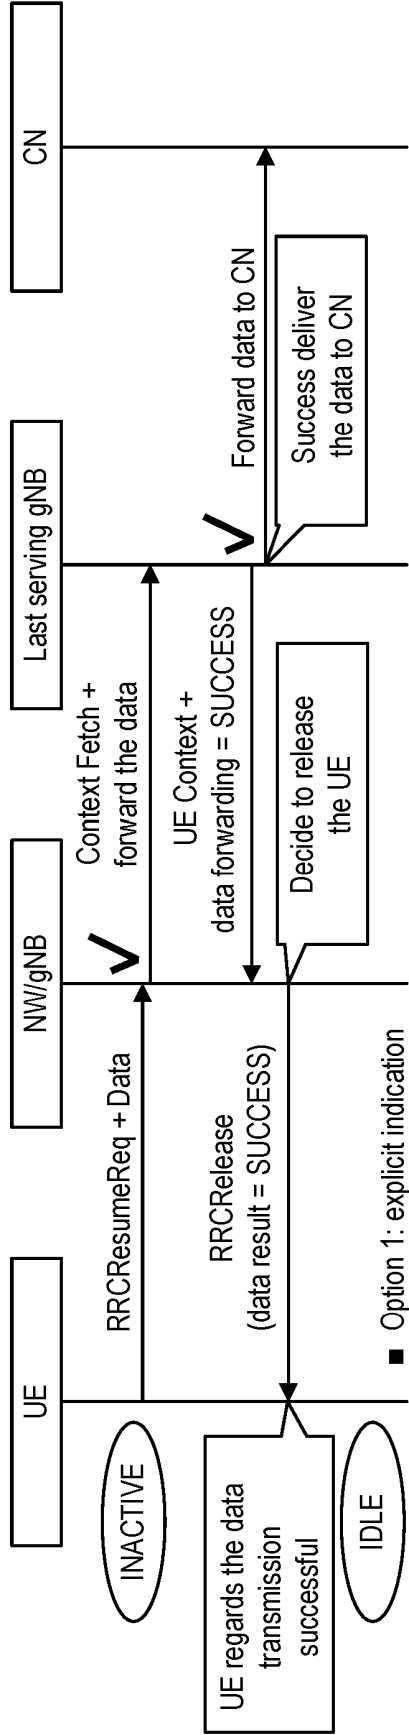 UE
NW/gNB
Last serving gNB
CN
INACTIVE
RRCResumeReq + Data
Context Fetch +
forward the data
UE Context +
data forwarding = SUCCESS
Forward data to CN
RRCRelease
(data result = SUCCESS)
Decide to release
the UE
Success deliver
the data to CN
UE regards the data
transmission
successful
IDLE
■ Option 1: explicit indication